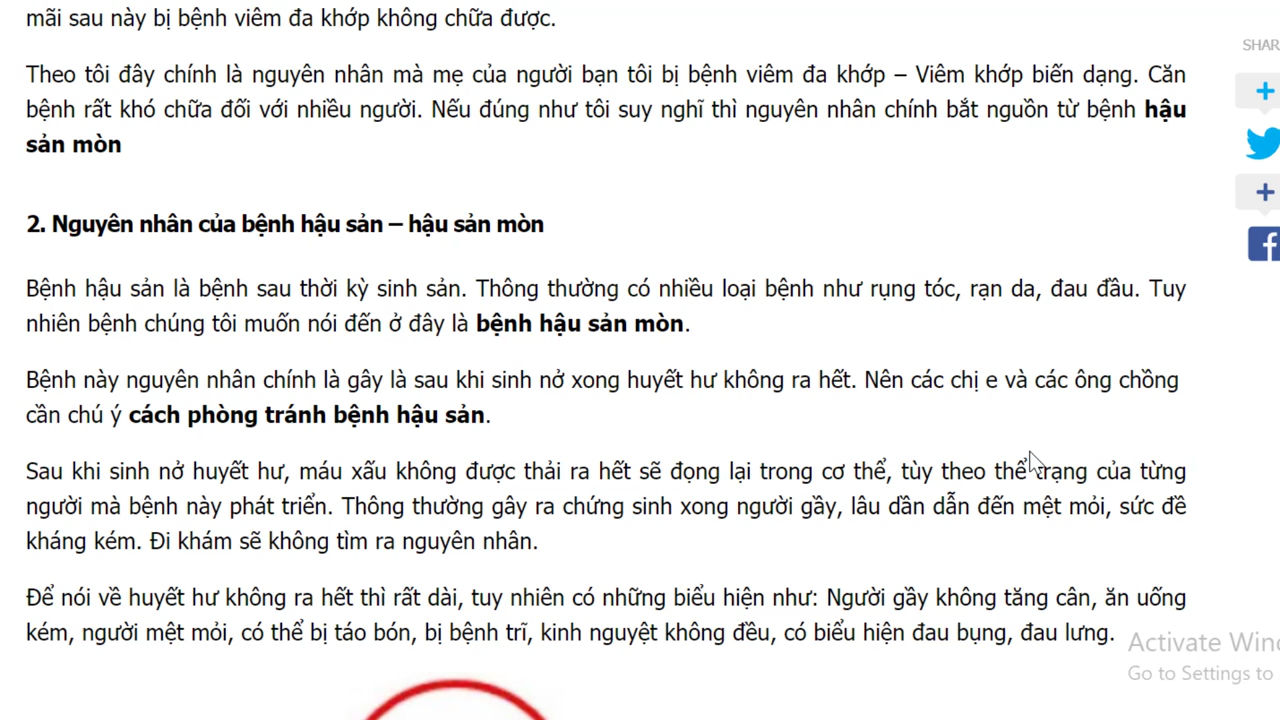 mãi sau này bị bệnh viêm đa khớp không chữa được.
SHAR
Theo tôi đây chính là nguyên nhân mà mẹ của người bạn tôi bị bệnh viêm đa khớp – Viêm khớp biến dạng. Căn
bệnh rất khó chữa đối với nhiều người. Nếu đúng như tôi suy nghĩ thì nguyên nhân chính bắt nguồn từ bệnh hậu
sản mòn
2. Nguyên nhân của bệnh hậu sản – hậu sản mòn
Bệnh hậu sản là bệnh sau thời kỳ sinh sản. Thông thường có nhiều loại bệnh như rụng tóc, rạn da, đau đầu. Tuy
nhiên bệnh chúng tôi muốn nói đến ở đây là bệnh hậu sản mòn.
Bệnh này nguyên nhân chính là gây là sau khi sinh nở xong huyết hư không ra hết. Nên các chị e và các ông chồng
cần chú ý cách phòng tránh bệnh hậu sản.
Sau khi sinh nở huyết hư, máu xấu không được thải ra hết sẽ đọng lại trong cơ thể, tùy theo thể trạng của từng
người mà bệnh này phát triển. Thông thường gây ra chứng sinh xong người gầy, lâu dần dẫn đến mệt mỏi, sức đề
kháng kém. Đi khám sẽ không tìm ra nguyên nhân.
Để nói về huyết hư không ra hết thì rất dài, tuy nhiên có những biểu hiện như: Người gầy không tăng cân, ăn uống
kém, người mệt mỏi, có thể bị táo bón, bị bệnh trĩ, kinh nguyệt không đều, có biểu hiện đau bụng, đau lưng.
Activate Win
Go to Settings to